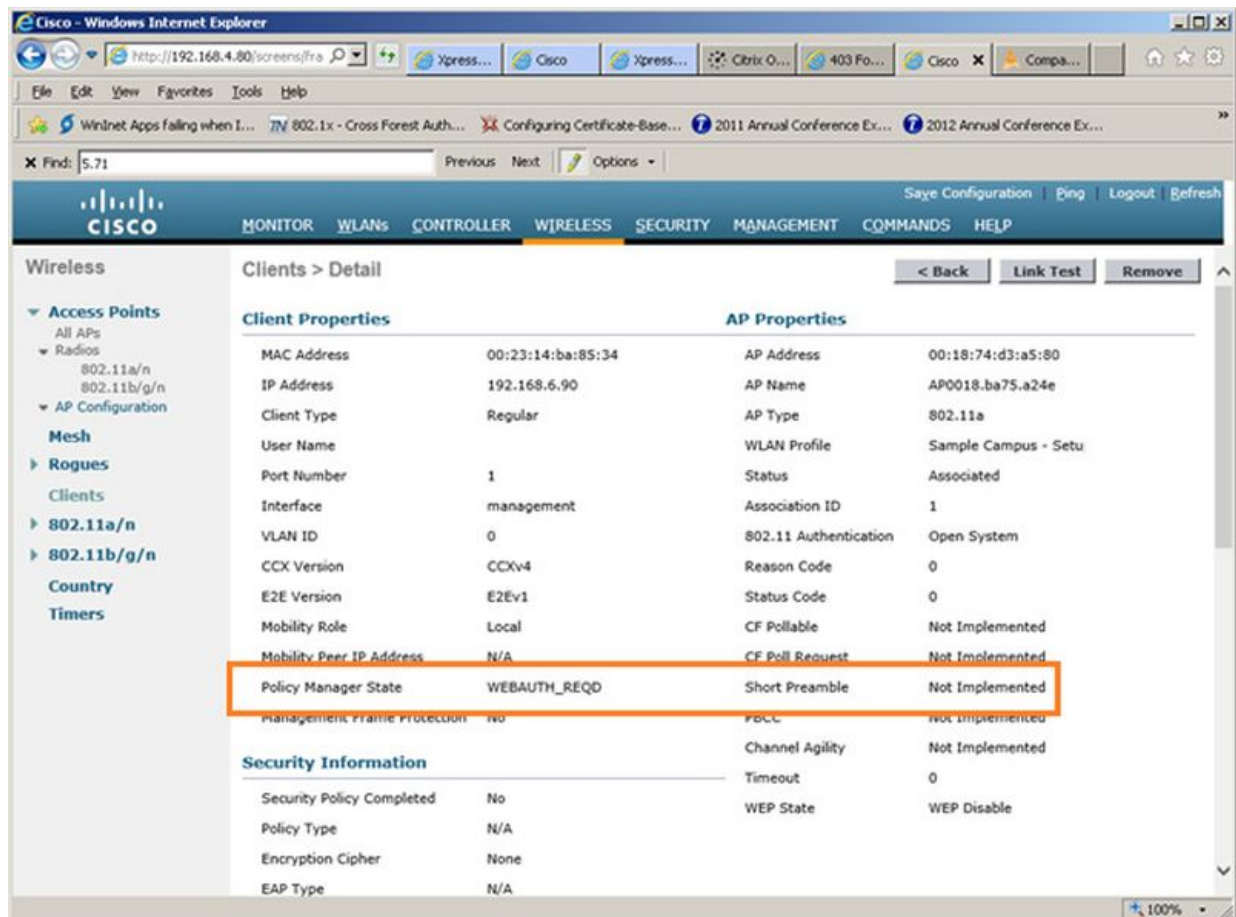 Cisco - Windows Internet Explorer
http://192.168.4.80/screens/fra
Xpress...
Cisco
Xpress...
Citrix O...
403 Fo...
Cisco
Compa...
File Edit View Favorites Tools Help
WinInet Apps failing when I... 802.1x - Cross Forest Auth... Configuring Certificate-Base... 2011 Annual Conference Ex... 2012 Annual Conference Ex...
Find: 5.71 Previous Next Options
Save Configuration | Ping | Logout | Refresh
CISCO MONITOR WLANs CONTROLLER WIRELESS SECURITY MANAGEMENT COMMANDS HELP
Wireless
Access Points
All APs
Radios
802.11a/n
802.11b/g/n
AP Configuration
Mesh
Rogues
Clients
802.11a/n
802.11b/g/n
Country
Timers
Clients > Detail
< Back Link Test Remove
Client Properties
MAC Address 00:23:14:ba:85:34
IP Address 192.168.6.90
Client Type Regular
User Name
Port Number 1
Interface management
VLAN ID 0
CCX Version CCXv4
E2E Version E2Ev1
Mobility Role Local
Mobility Peer IP Address N/A
Policy Manager State WEBAUTH_REQD
Management Frame Protection No
Security Information
Security Policy Completed No
Policy Type N/A
Encryption Cipher None
EAP Type N/A
AP Properties
AP Address 00:18:74:d3:a5:80
AP Name AP0018.ba75.a24e
AP Type 802.11a
WLAN Profile Sample Campus - Setu
Status Associated
Association ID 1
802.11 Authentication Open System
Reason Code 0
Status Code 0
CF Pollable Not Implemented
CF Poll Request Not Implemented
Short Preamble Not Implemented
PBCC Not Implemented
Channel Agility Not Implemented
Timeout 0
WEP State WEP Disable
100%